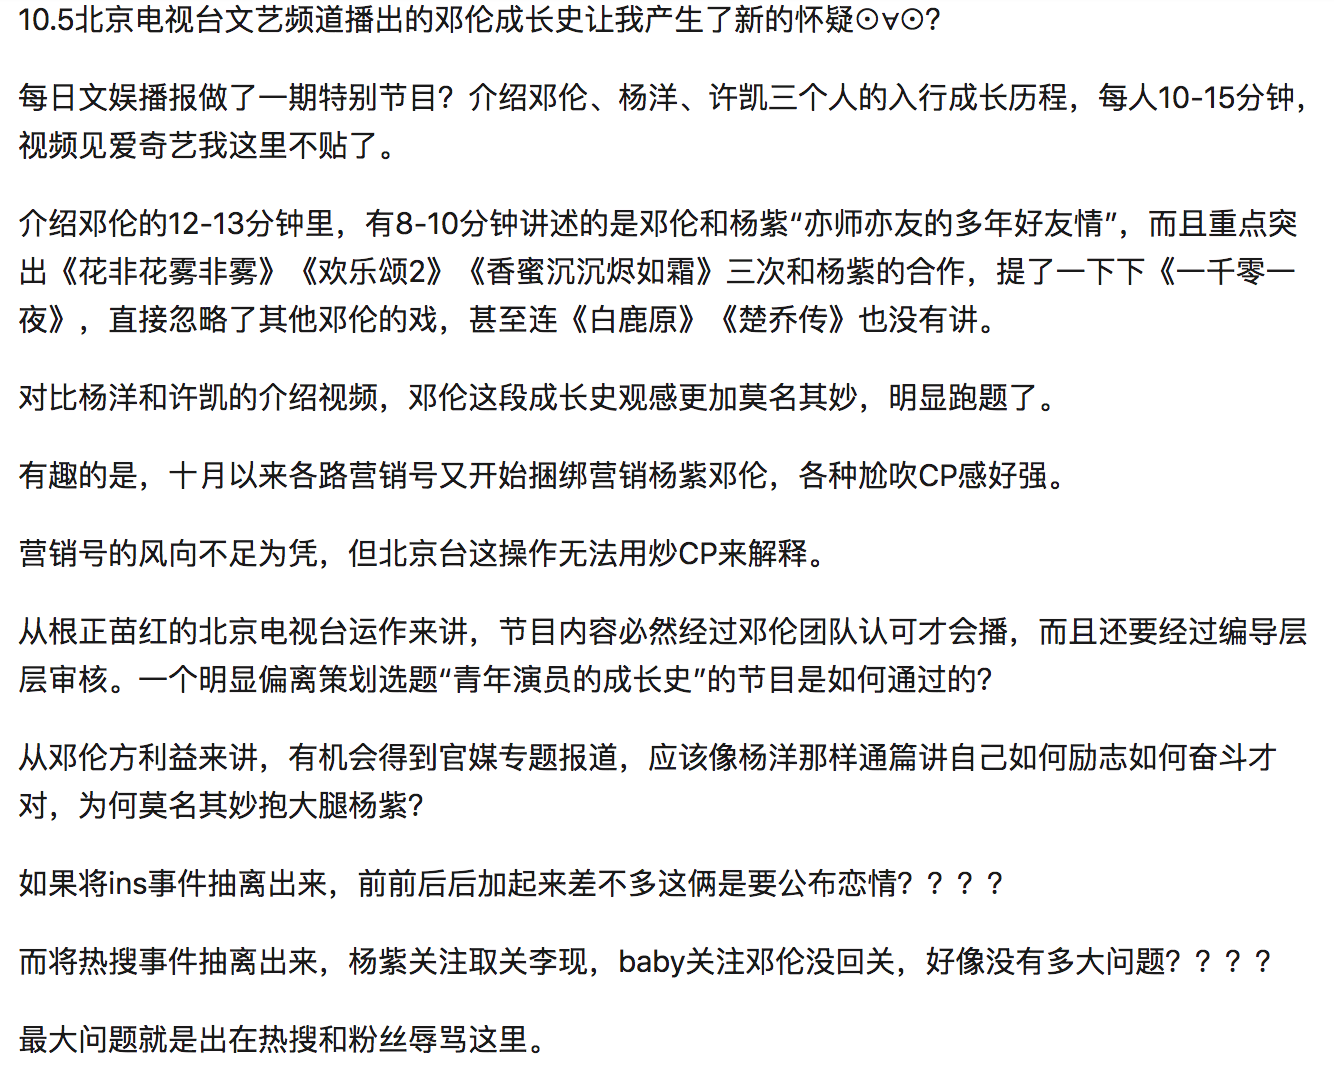 10.5北京电视台文艺频道播出的邓伦成长史让我产生了新的怀疑⊙∀⊙?
每日文娱播报做了一期特别节目？介绍邓伦、杨洋、许凯三个人的入行成长历程，每人10-15分钟，
视频见爱奇艺我这里不贴了。
介绍邓伦的12-13分钟里，有8-10分钟讲述的是邓伦和杨紫“亦师亦友的多年好友情”，而且重点突
出《花非花雾非雾》《欢乐颂2》《香蜜沉沉烬如霜》三次和杨紫的合作，提了一下下《一千零一
夜》，直接忽略了其他邓伦的戏，甚至连《白鹿原》《楚乔传》也没有讲。
对比杨洋和许凯的介绍视频，邓伦这段成长史观感更加莫名其妙，明显跑题了。
有趣的是，十月以来各路营销号又开始捆绑营销杨紫邓伦，各种尬吹CP感好强。
营销号的风向不足为凭，但北京台这操作无法用炒CP来解释。
从根正苗红的北京电视台运作来讲，节目内容必然经过邓伦团队认可才会播，而且还要经过编导层
层审核。一个明显偏离策划选题“青年演员的成长史”的节目是如何通过的?
从邓伦方利益来讲，有机会得到官媒专题报道，应该像杨洋那样通篇讲自己如何励志如何奋斗才
对，为何莫名其妙抱大腿杨紫?
如果将ins事件抽离出来，前前后后加起来差不多这俩是要公布恋情？？？？
而将热搜事件抽离出来，杨紫关注取关李现，baby关注邓伦没回关，好像没有多大问题？？？？
最大问题就是出在热搜和粉丝辱骂这里。